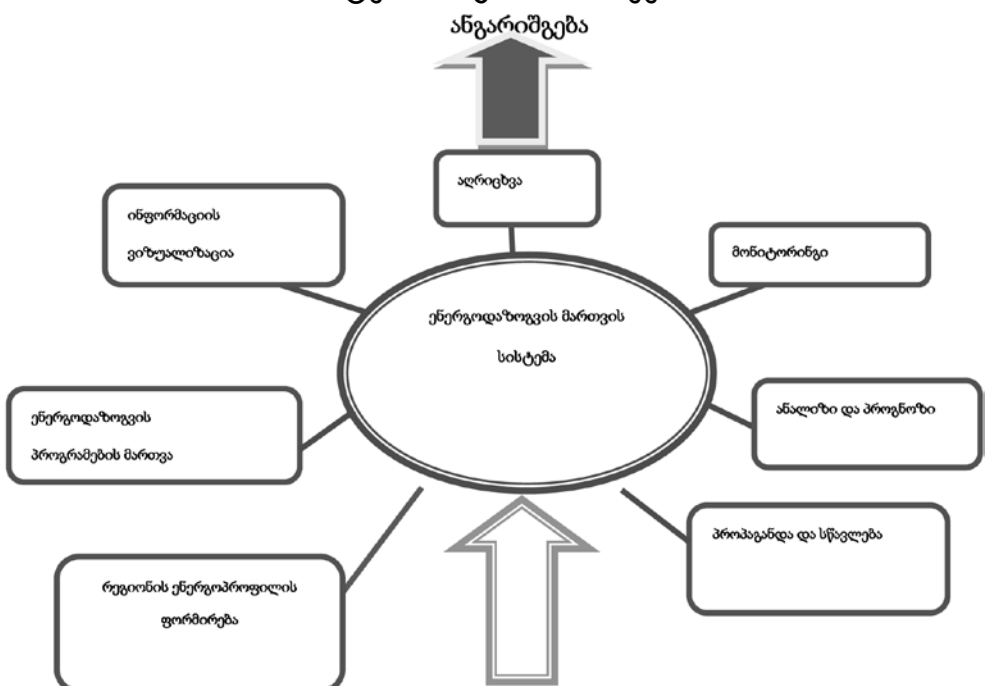 ანგარიშგება
აღრიცხვა
ინფორმაციის
ვიზუალიზაცია
მონიტორინგი
ენერგოდაზოგვის მართვის
სისტემა
ენერგოდაზოგვის
პროგრამების მართვა
ანალიზი და პროგნოზი
პროპაგანდა და სწავლება
რეგიონის ენერგოპროფილის
ფორმირება